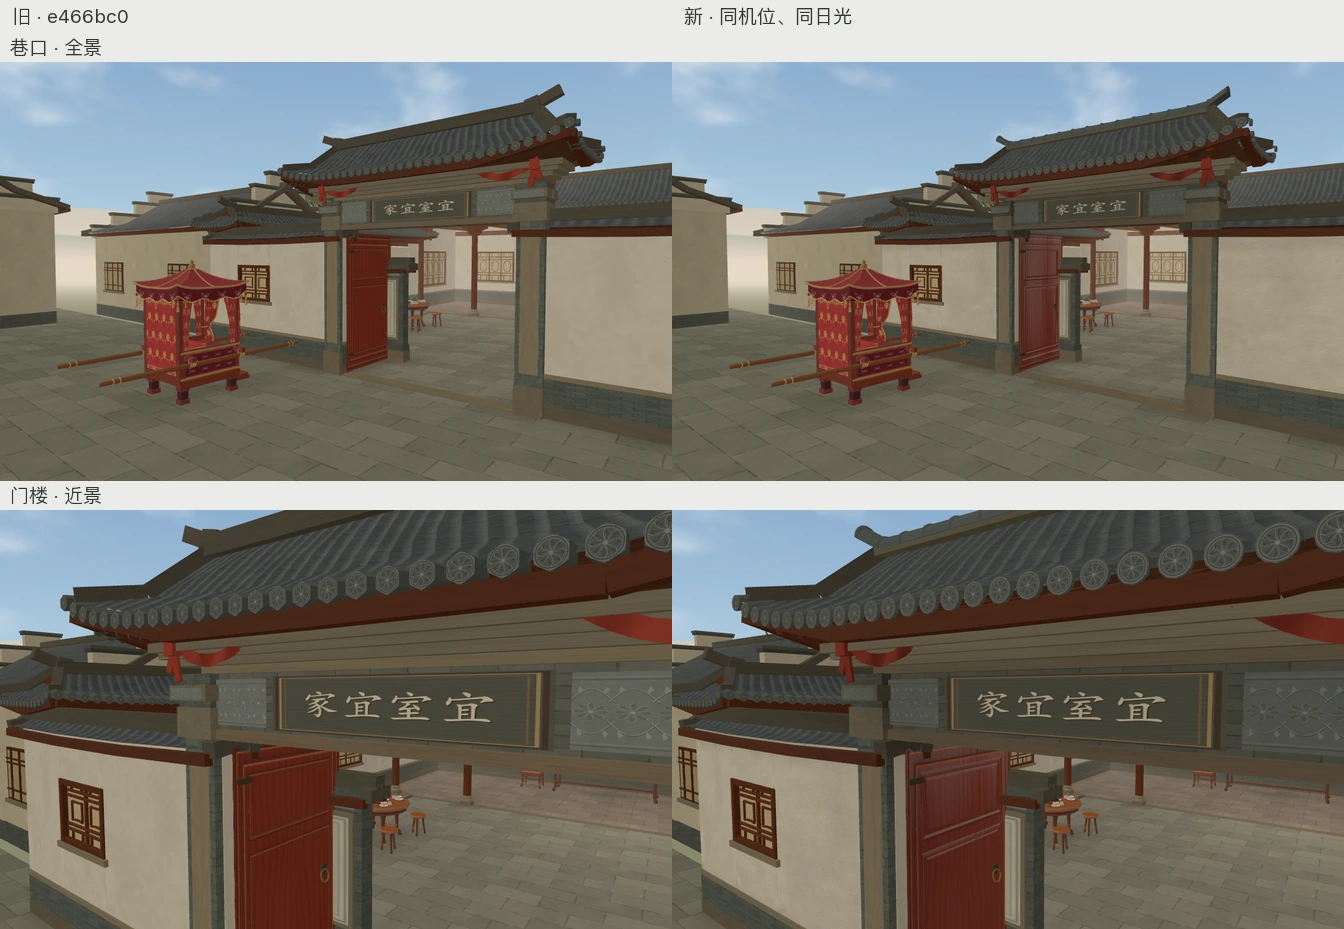 旧 · e466bc0
新 · 同机位、同日光
巷口 · 全景
家室宜宜
家室宜宜
门楼 · 近景
家宜室宜
家宜室宜